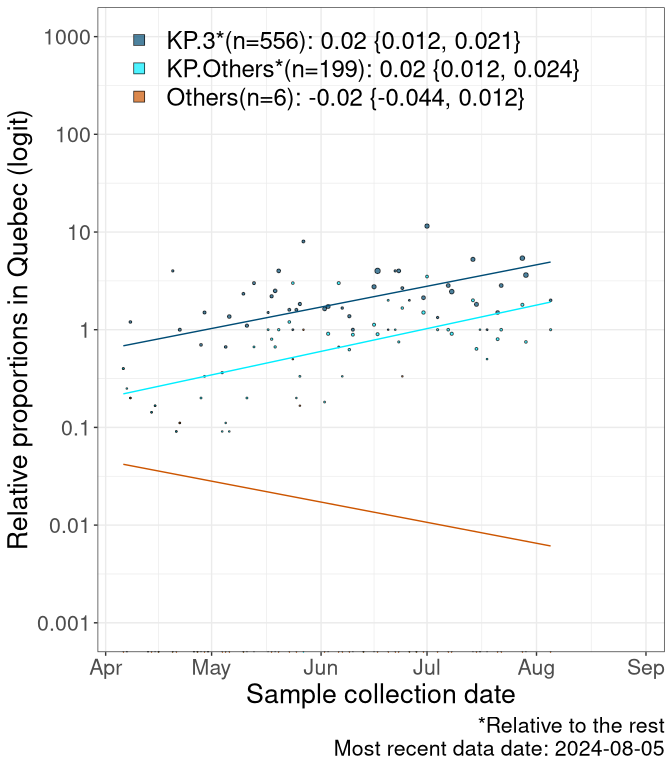 KP.3*(n=556): 0.02 {0.012, 0.021}
KP.Others*(n=199): 0.02 {0.012, 0.024}
Others(n=6): -0.02 {-0.044, 0.012}
Relative proportions in Quebec (logit)
1000
100
10
1
0.1
0.01
0.001
Apr May Jun Jul Aug Sep
Sample collection date
*Relative to the rest
Most recent data date: 2024-08-05